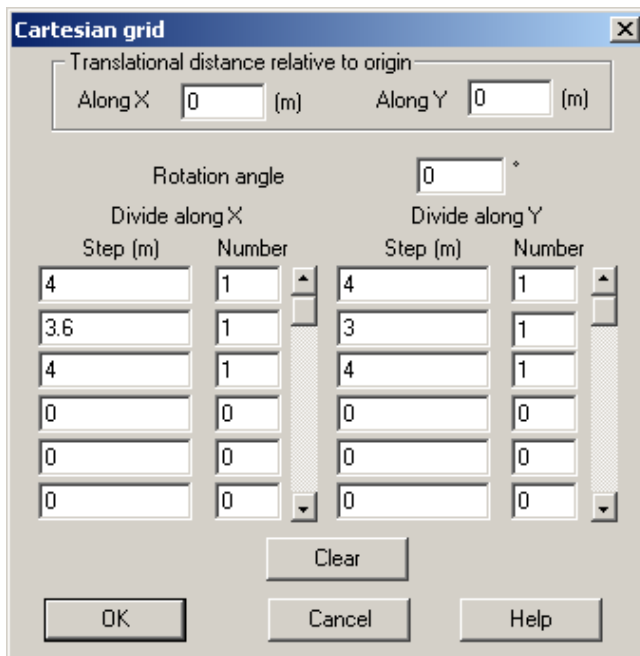 Cartesian grid
Translational distance relative to origin
Along X 0 (m) Along Y 0 (m)
Rotation angle 0 °
Divide along X Divide along Y
Step (m) Number Step (m) Number
4 1 4 1
3.6 1 3 1
4 1 4 1
0 0 0 0
0 0 0 0
0 0 0 0
Clear
OK Cancel Help